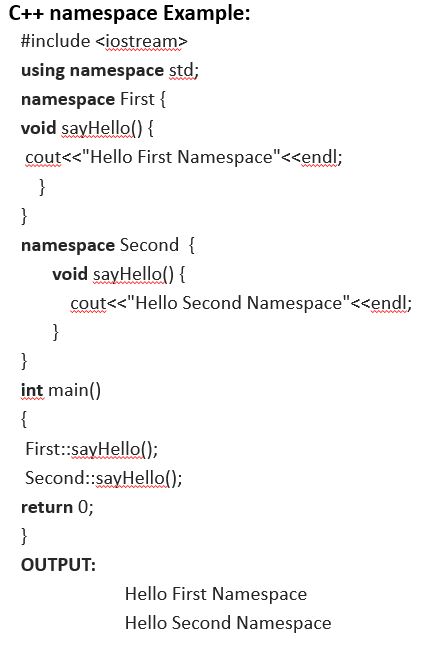 C++ namespace Example:
#include <iostream>
using namespace std;
namespace First {
void sayHello() {
cout<<"Hello First Namespace"<<endl;
}
}
namespace Second {
void sayHello() {
cout<<"Hello Second Namespace"<<endl;
}
}
int main()
{
First::sayHello();
Second::sayHello();
return 0;
}
OUTPUT:
Hello First Namespace
Hello Second Namespace